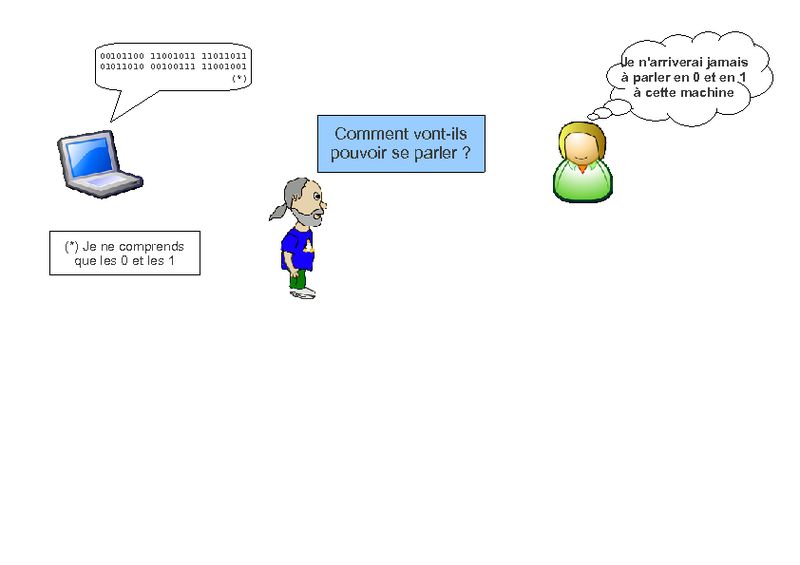 00101100 11001011 11011011
01011010 00100111 11001001
(*)
Je n'arriverai jamais
à parler en 0 et en 1
à cette machine
Comment vont-ils
pouvoir se parler ?
(*) Je ne comprends
que les 0 et les 1